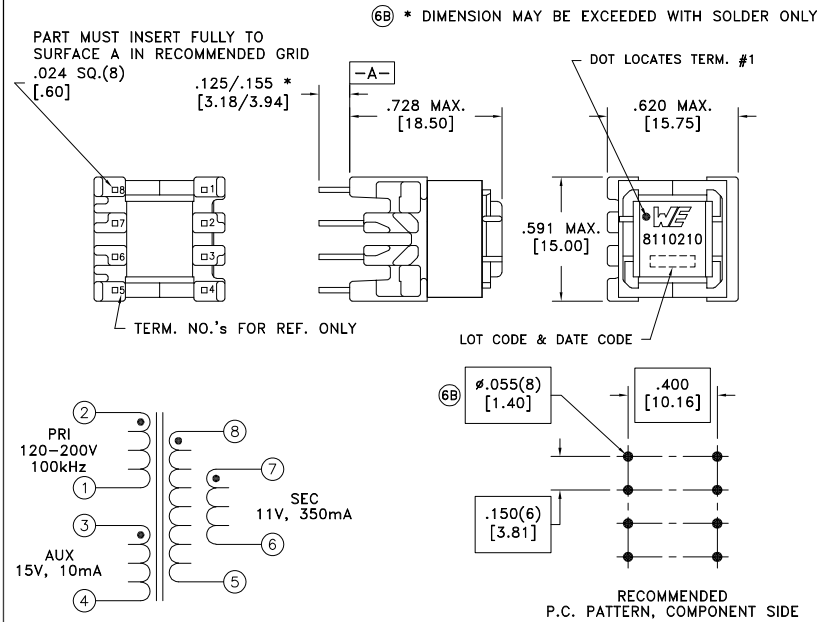 6B * DIMENSION MAY BE EXCEEDED WITH SOLDER ONLY
PART MUST INSERT FULLY TO
SURFACE A IN RECOMMENDED GRID
.024 SQ.(8)
[.60]
.125/.155 *
[3.18/3.94]
-A-
.728 MAX.
[18.50]
DOT LOCATES TERM. #1
.620 MAX.
[15.75]
8
1
7
2
6
3
5
4
.591 MAX.
[15.00]
WE
8110210
TERM. NO.'s FOR REF. ONLY
LOT CODE & DATE CODE
2
PRI
120-200V
100kHz
1
3
AUX
15V, 10mA
4
8
7
SEC
11V, 350mA
6
5
6B
ø.055(8)
[1.40]
.400
[10.16]
.150(6)
[3.81]
RECOMMENDED
P.C. PATTERN, COMPONENT SIDE